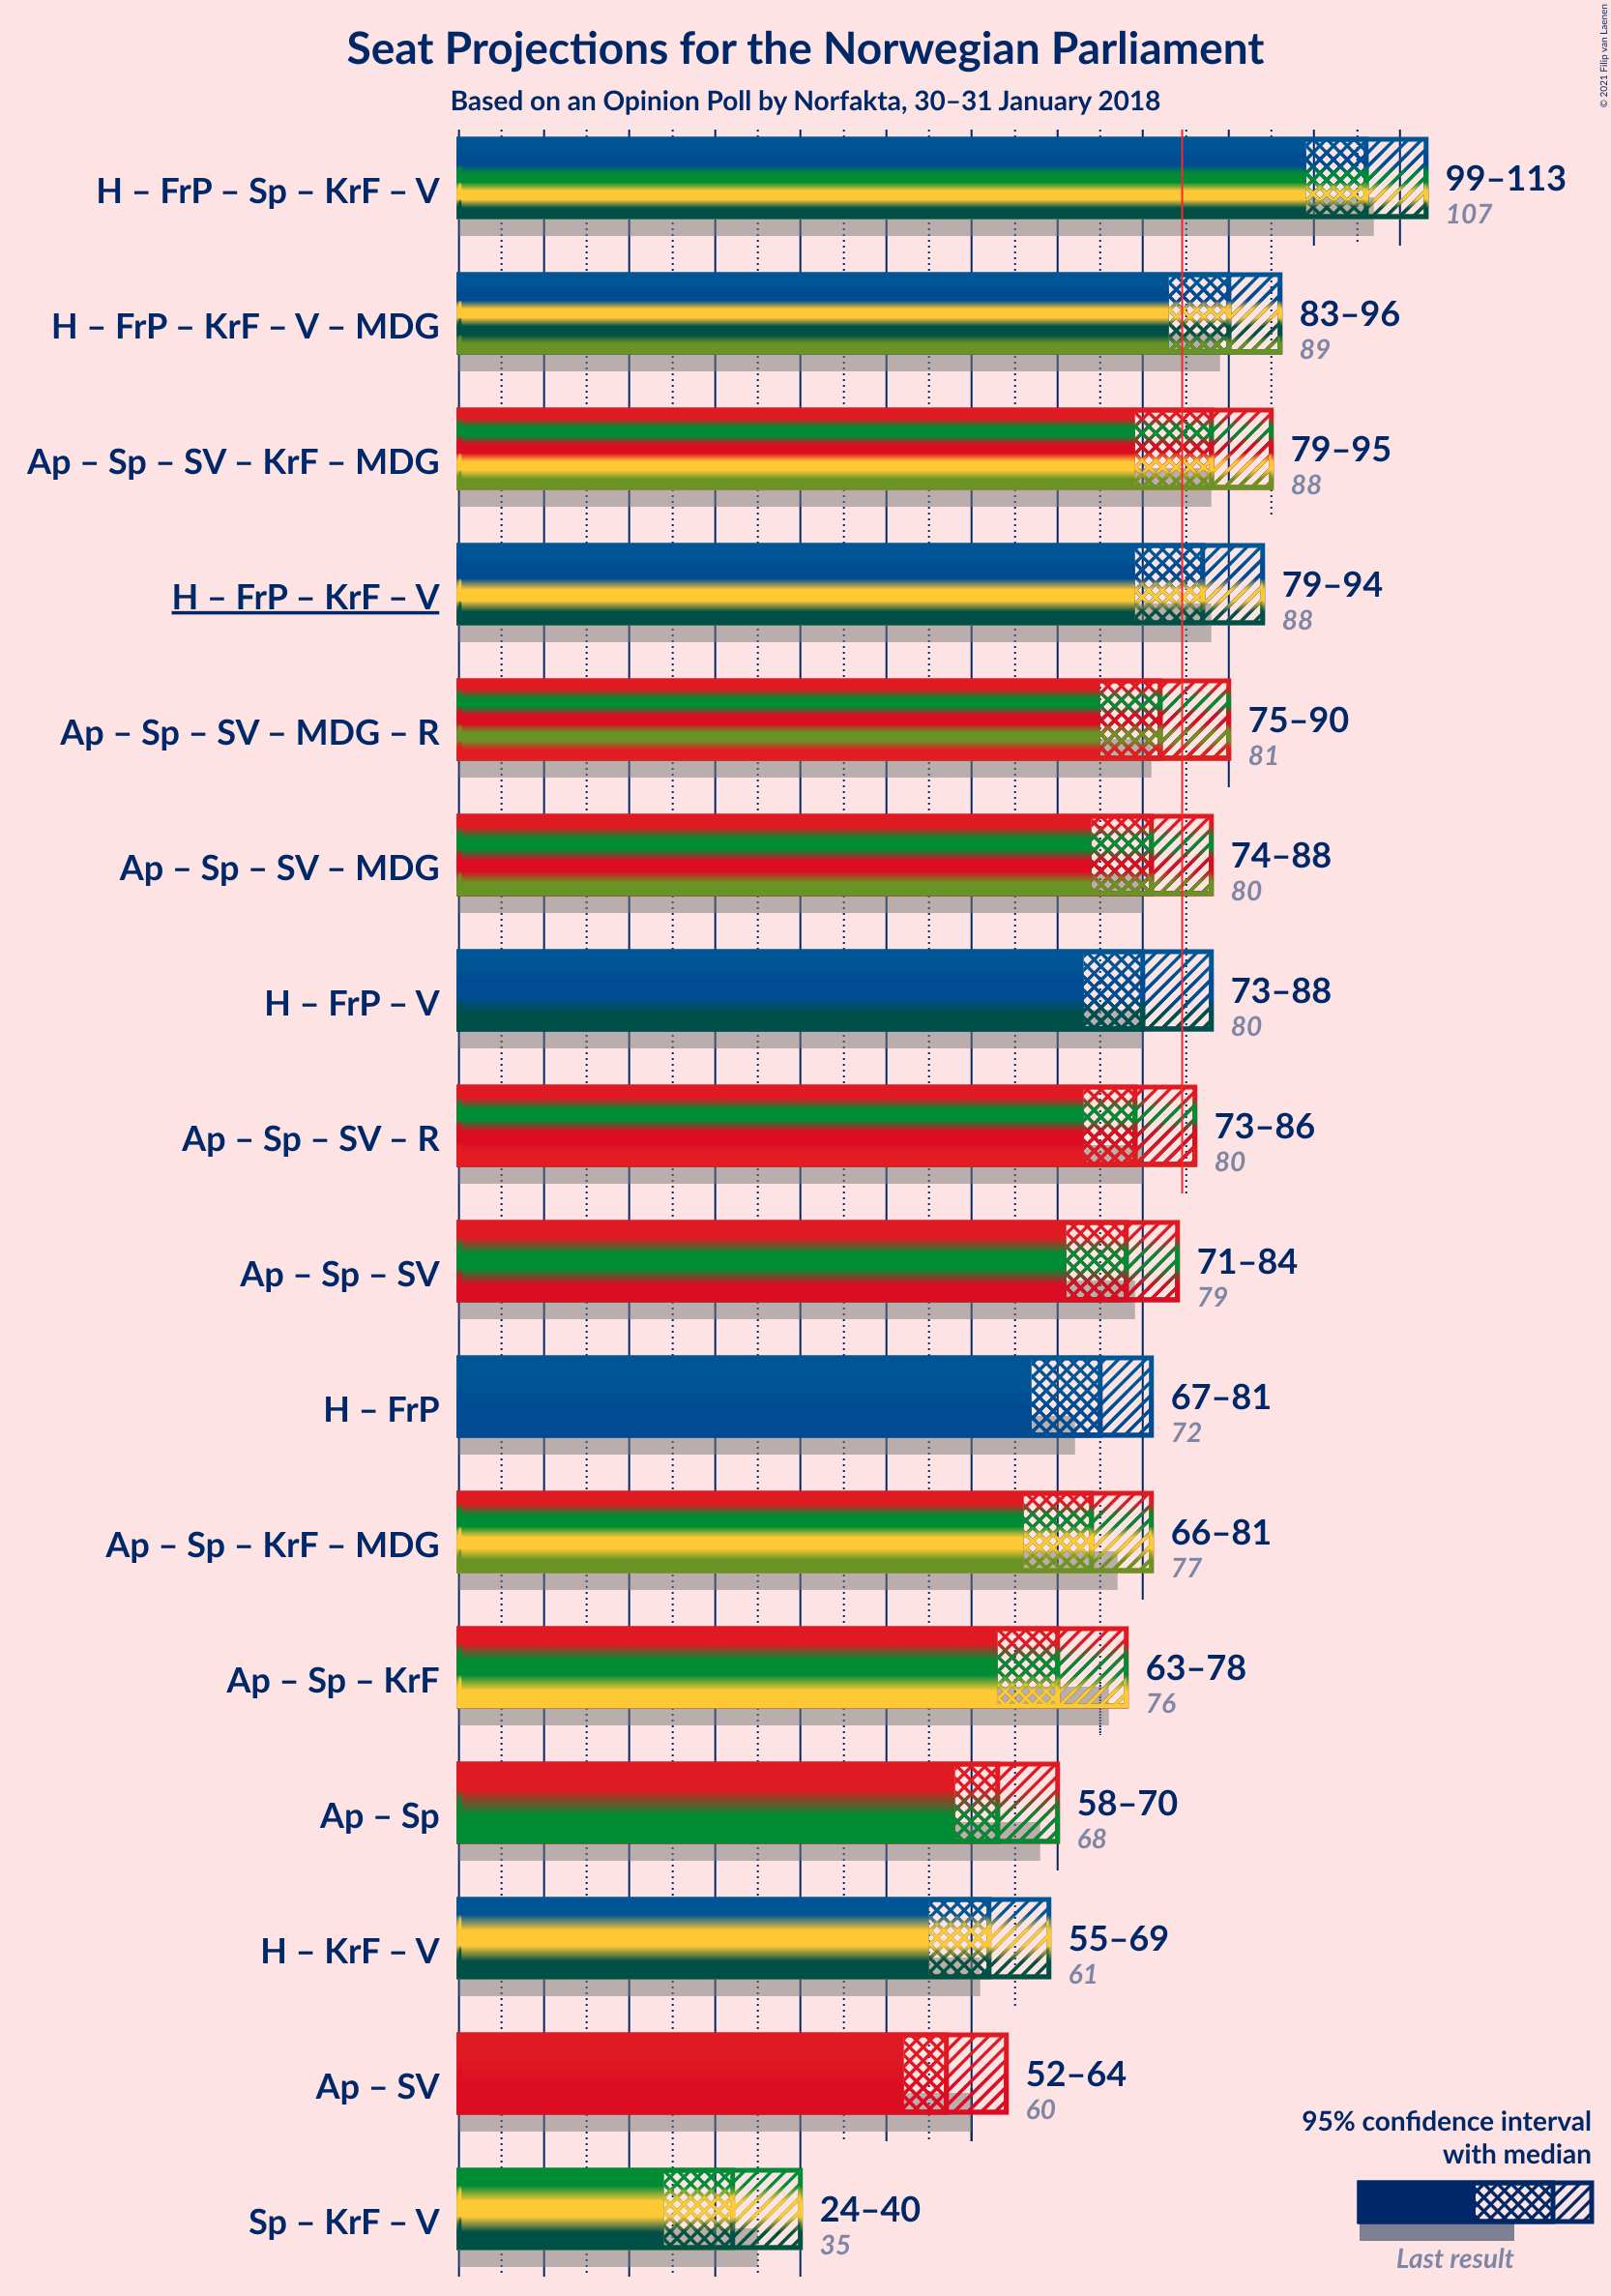 Seat Projections for the Norwegian Parliament
Based on an Opinion Poll by Norfakta, 30–31 January 2018
© 2021 Filip van Laenen
H – FrP – Sp – KrF – V
99–113
107
H – FrP – KrF – V – MDG
83–96
89
Ap – Sp – SV – KrF – MDG
79–95
88
H – FrP – KrF – V
79–94
88
Ap – Sp – SV – MDG – R
75–90
81
Ap – Sp – SV – MDG
74–88
80
H – FrP – V
73–88
80
Ap – Sp – SV – R
73–86
80
Ap – Sp – SV
71–84
79
H – FrP
67–81
72
Ap – Sp – KrF – MDG
66–81
77
Ap – Sp – KrF
63–78
76
Ap – Sp
58–70
68
H – KrF – V
55–69
61
Ap – SV
52–64
60
Sp – KrF – V
24–40
35
95% confidence interval
with median
Last result